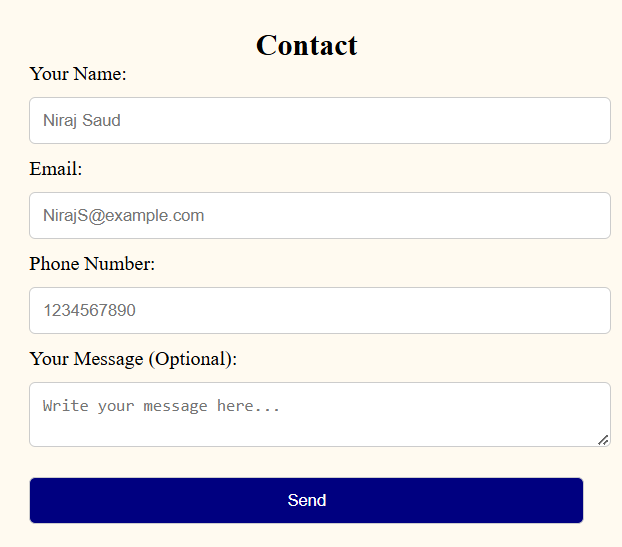 Contact
Your Name:
Niraj Saud
Email:
NirajS@example.com
Phone Number:
1234567890
Your Message (Optional):
Write your message here...
Send